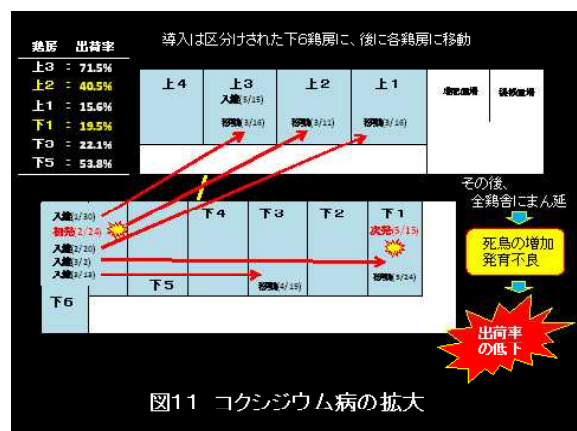 導入は区分けされた下6鶏房に、後に各鶏房に移動
鶏房 出荷率
上3 : 71.5%
上2 : 40.5%
上1 : 15.6%
下1 : 19.5%
下3 : 22.1%
下5 : 53.8%
上4
上3
入雛(5/15)
移動(3/16)
上2
移動(3/11)
上1
移動(3/16)
その後、
全鶏舎にまん延
死鳥の増加
発育不良
出荷率
の低下
入雛(1/30)
初発(2/24)
入雛(2/20)
入雛(3/2)
下4
下3
移動(4/19)
下2
下1
次発(5/15)
移動(3/24)
下5
下6
図11 コクシジウム病の拡大